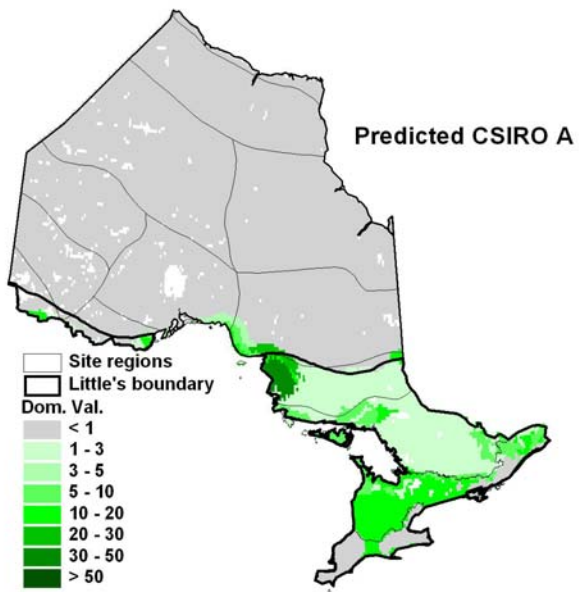 Predicted CSIRO A
Site regions
Little's boundary
Dom. Val.
< 1
1 - 3
3 - 5
5 - 10
10 - 20
20 - 30
30 - 50
> 50